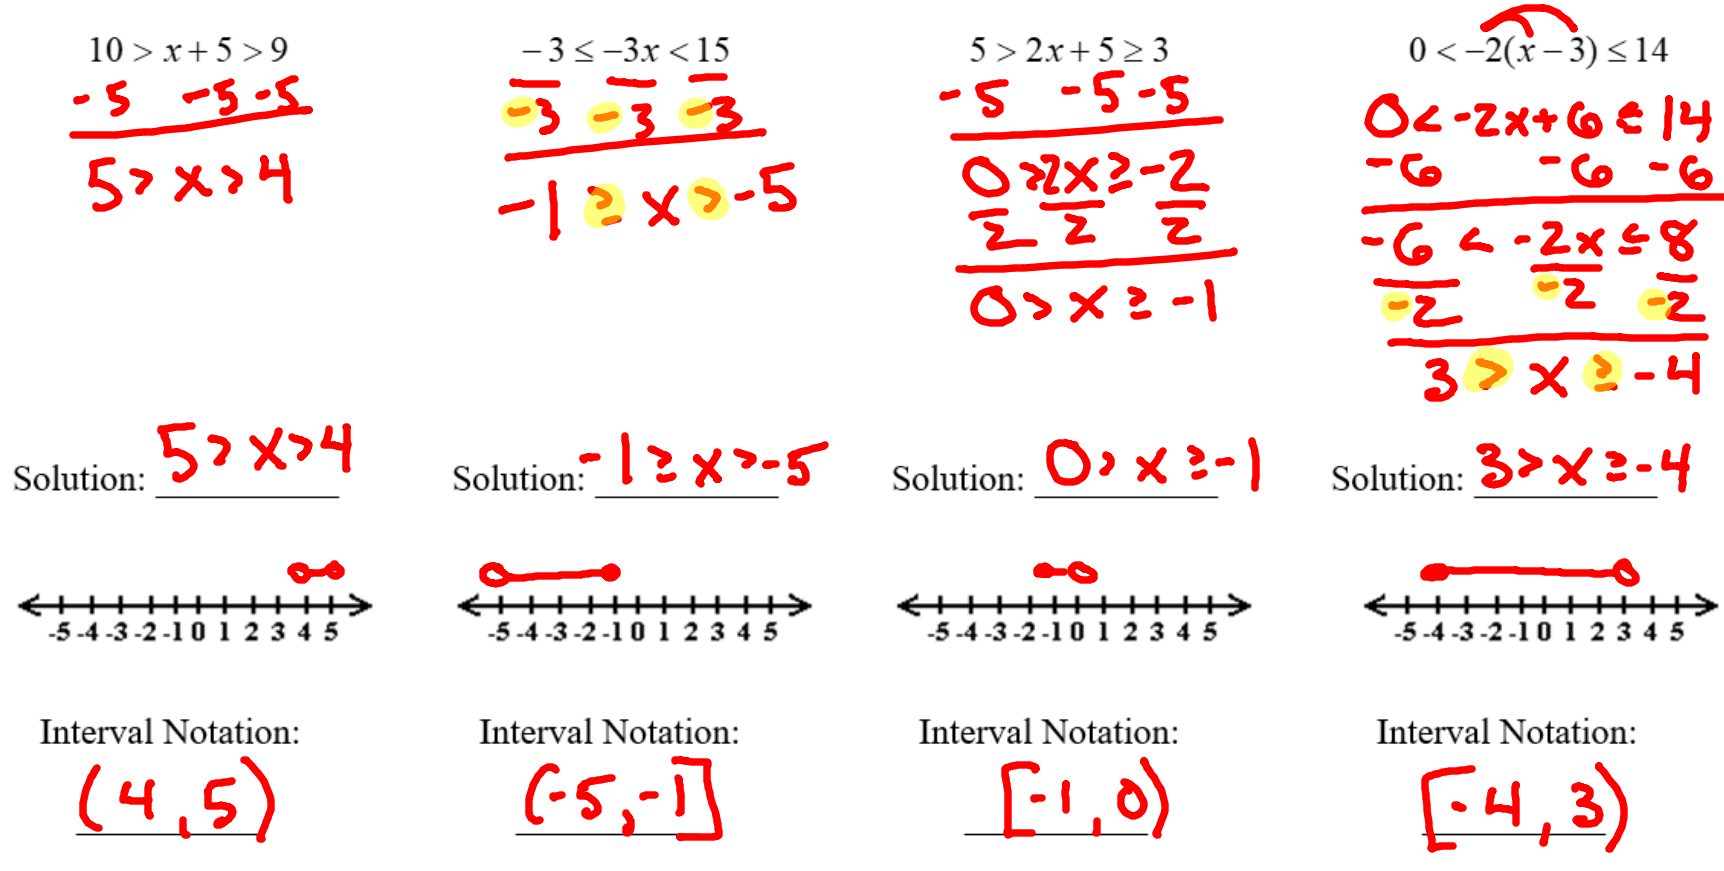 10 > x + 5 > 9
-5 -5 -5
5 > x > 4
Solution: 5 > x > 4
-5 -4 -3 -2 -1 0 1 2 3 4 5
Interval Notation:
(4, 5)
-3 ≤ -3x < 15
-3 -3 -3
-1 ≥ x > -5
Solution: -1 ≥ x > -5
-5 -4 -3 -2 -1 0 1 2 3 4 5
Interval Notation:
(-5, -1]
5 > 2x + 5 ≥ 3
-5 -5 -5
0 > 2x ≥ -2
2 2 2
0 > x ≥ -1
Solution: 0 > x ≥ -1
-5 -4 -3 -2 -1 0 1 2 3 4 5
Interval Notation:
[-1, 0)
0 < -2(x - 3) ≤ 14
0 < -2x + 6 ≤ 14
-6 -6 -6
-6 < -2x ≤ 8
-2 -2 -2
3 > x ≥ -4
Solution: 3 > x ≥ -4
-5 -4 -3 -2 -1 0 1 2 3 4 5
Interval Notation:
[-4, 3)